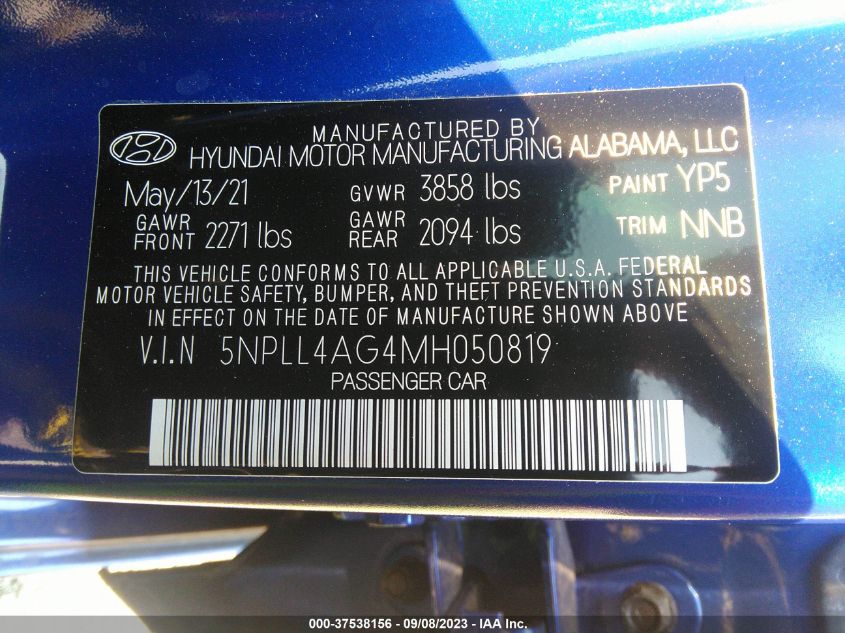 MANUFACTURED BY
HYUNDAI MOTOR MANUFACTURING ALABAMA, LLC
May/13/21 GVWR 3858 lbs PAINT YP5
GAWR FRONT 2271 lbs GAWR REAR 2094 lbs TRIM NNB
THIS VEHICLE CONFORMS TO ALL APPLICABLE U.S.A. FEDERAL
MOTOR VEHICLE SAFETY, BUMPER, AND THEFT PREVENTION STANDARDS
IN EFFECT ON THE DATE OF MANUFACTURE SHOWN ABOVE
V.I.N 5NPLL4AG4MH050819
PASSENGER CAR
000-37538156 - 09/08/2023 - IAA Inc.